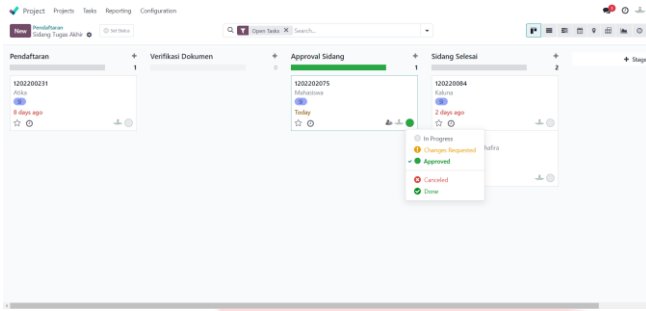 Project Projects Tasks Reporting Configuration
New Pendaftaran
Sidang Tugas Akhir
Set Status
Open Tasks Search...
Pendaftaran
1
1202200231
Alika
8 days ago
Verifikasi Dokumen
0
Approval Sidang
1
1202202075
Mahasiswa
Today
In Progress
Changes Requested
Approved
Canceled
Done
Sidang Selesai
2
120220084
Kaluna
2 days ago
hafira
+ Stage